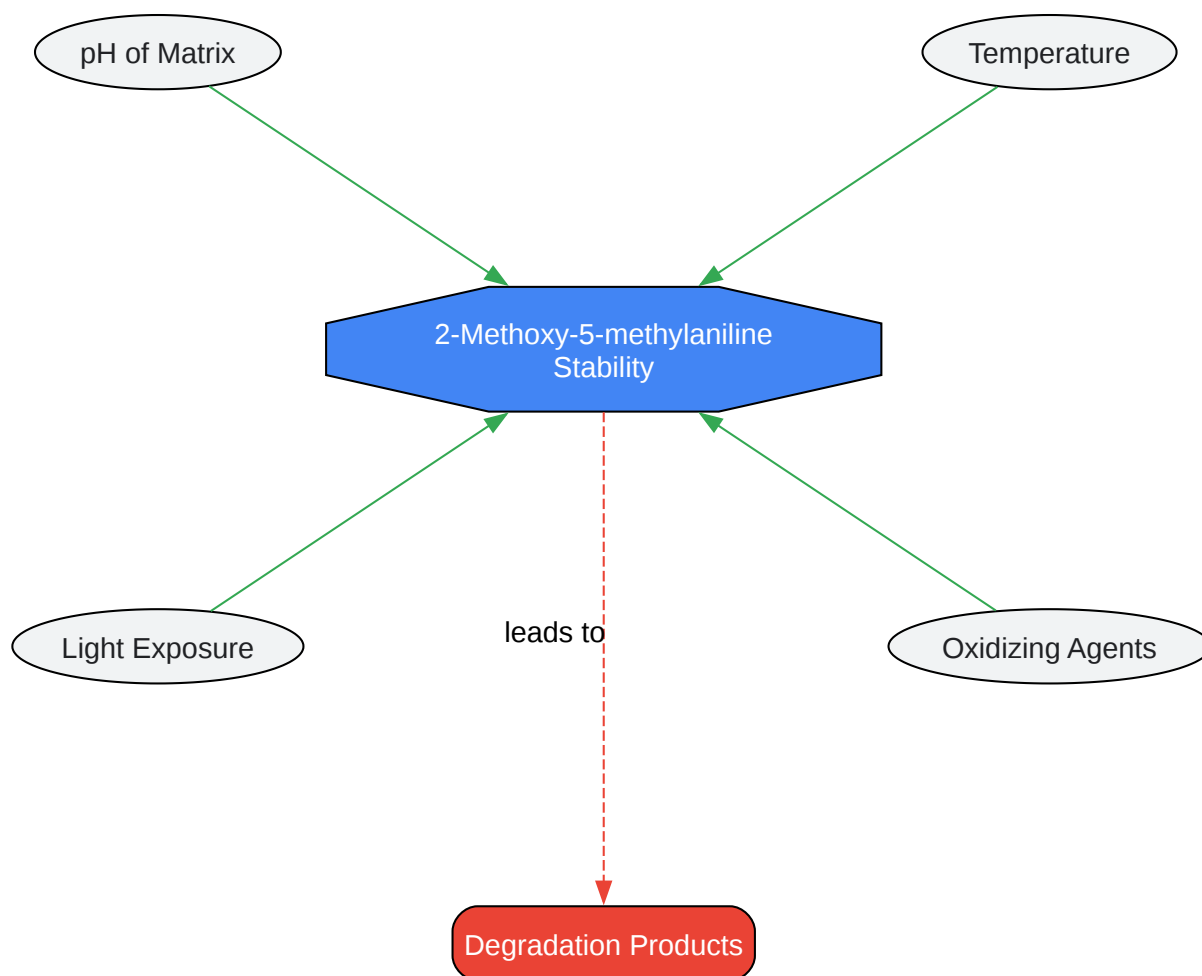 pH of Matrix
Temperature
2-Methoxy-5-methylaniline
Stability
leads to
Light Exposure
Oxidizing Agents
Degradation Products